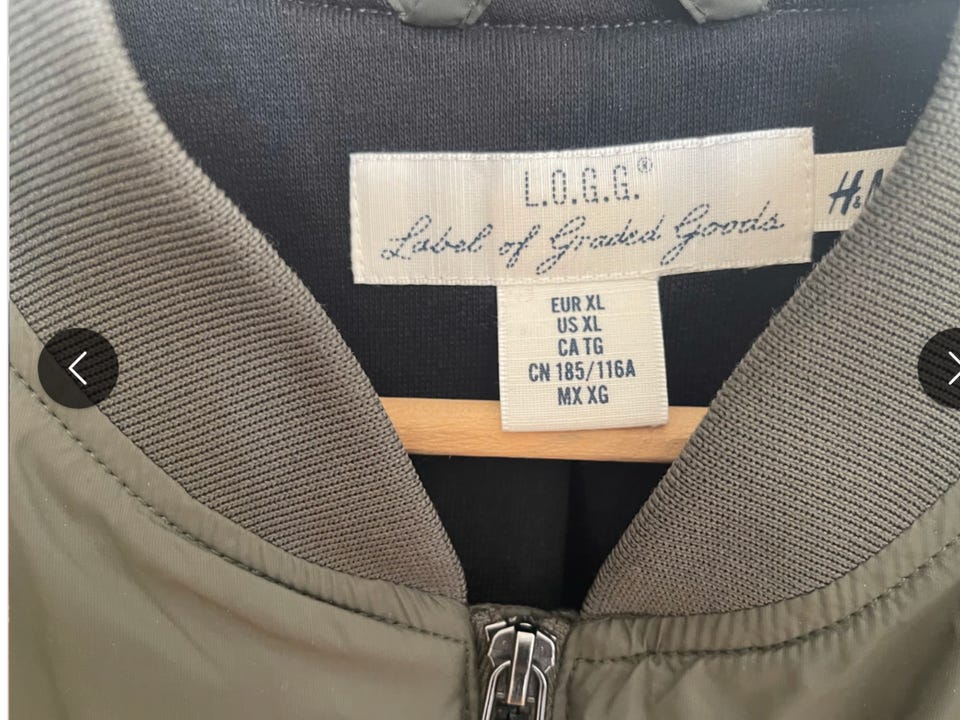 L.O.G.G.®
Label of Graded Goods
H&M
EUR XL
US XL
CA TG
CN 185/116A
MX XG